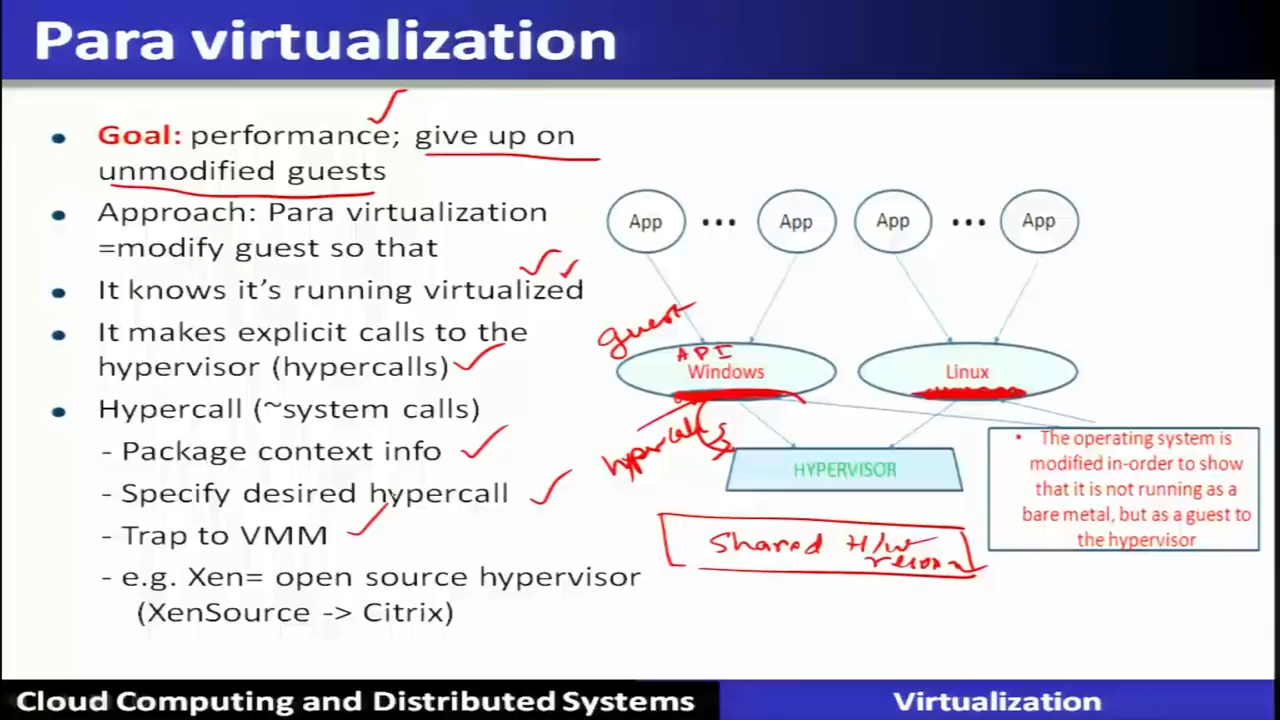 Para virtualization
• Goal: performance; give up on
unmodified guests
• Approach: Para virtualization
=modify guest so that
• It knows it's running virtualized
• It makes explicit calls to the
hypervisor (hypercalls)
• Hypercall (~system calls)
- Package context info
- Specify desired hypercall
- Trap to VMM
- e.g. Xen= open source hypervisor
(XenSource -> Citrix)
App ... App App ... App
guest
API
Windows
Linux
hypercalls
HYPERVISOR
• The operating system is
modified in-order to show
that it is not running as a
bare metal, but as a guest to
the hypervisor
Shared H/w
Cloud Computing and Distributed Systems
Virtualization